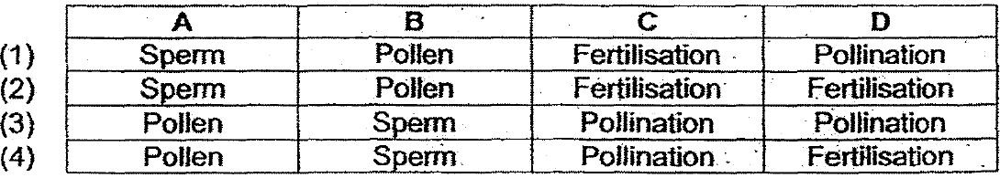 A B C D
(1) Sperm Pollen Fertilisation Pollination
(2) Sperm Pollen Fertilisation Fertilisation
(3) Pollen Sperm Pollination Pollination
(4) Pollen Sperm Pollination Fertilisation